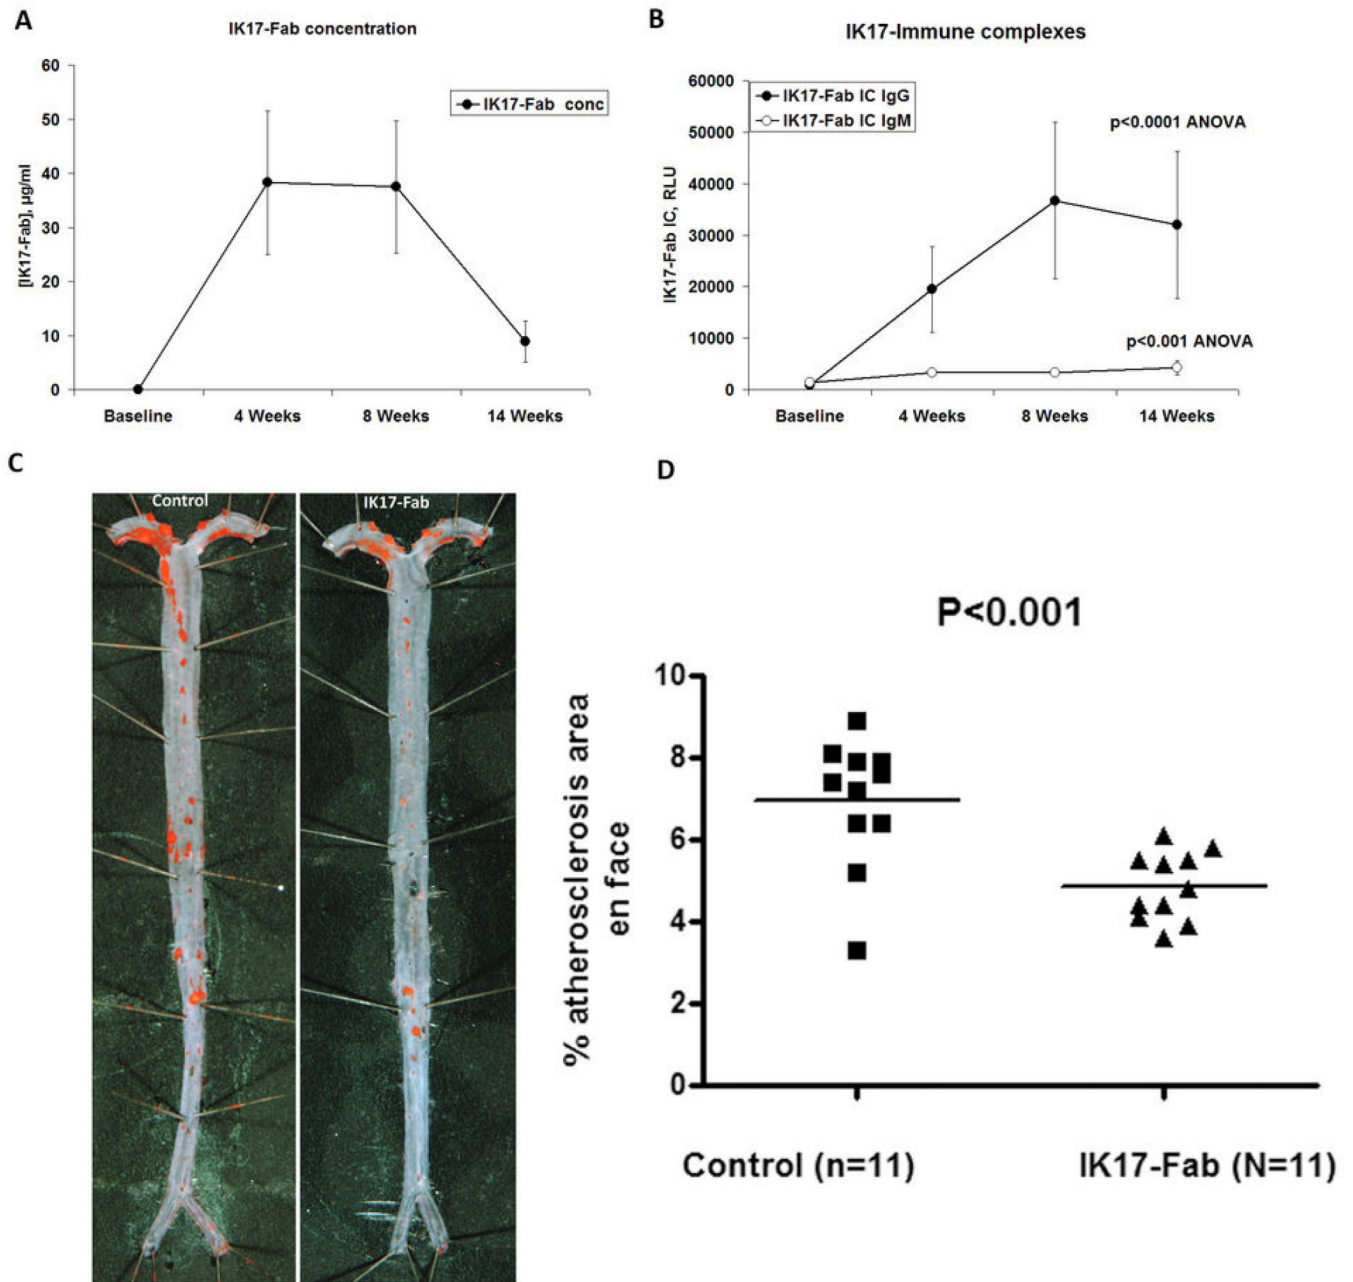 A
IK17-Fab concentration
60
50
40
30
20
10
0
[IK17-Fab], µg/ml
IK17-Fab conc
Baseline
4 Weeks
8 Weeks
14 Weeks
B
IK17-Immune complexes
60000
50000
40000
30000
20000
10000
0
IK17-Fab IC, RLU
IK17-Fab IC IgG
IK17-Fab IC IgM
p<0.0001 ANOVA
p<0.001 ANOVA
Baseline
4 Weeks
8 Weeks
14 Weeks
C
Control
IK17-Fab
D
P<0.001
% atherosclerosis area
en face
10
8
6
4
2
0
Control (n=11)
IK17-Fab (N=11)